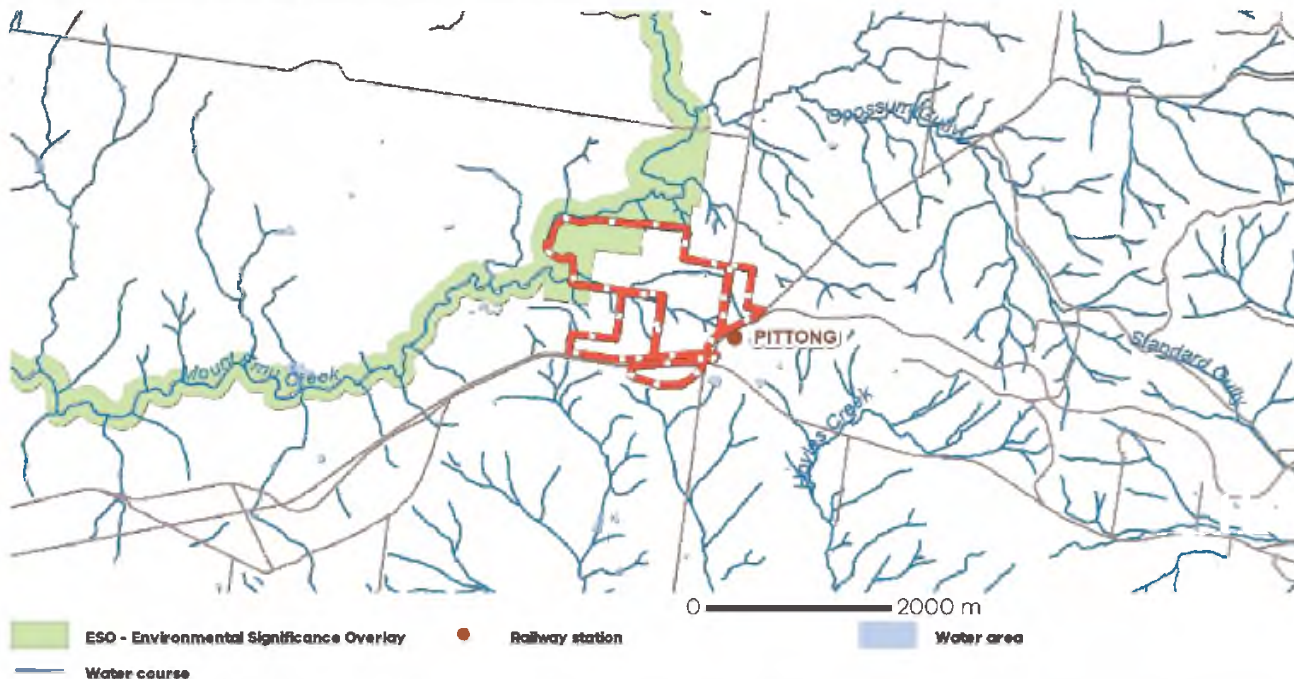 Opossum Gully
PITTONG
Standard Gully
Mount Emu Creek
Creek
0 2000 m
ESO - Environmental Significance Overlay
Railway station
Water area
Water course